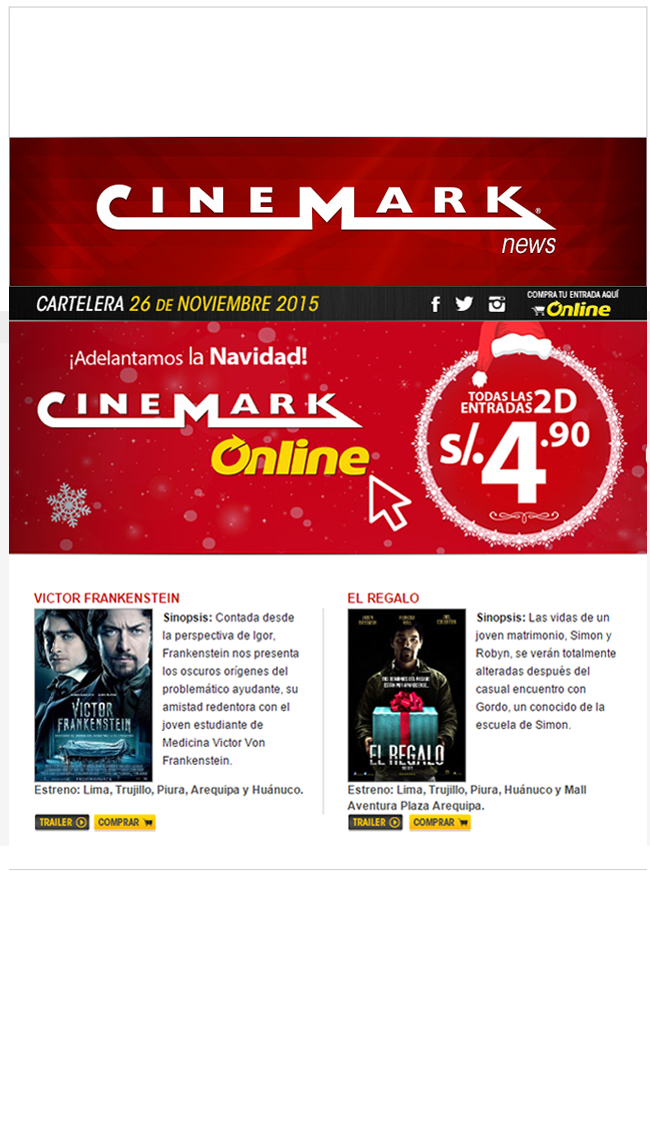 CINEMARK®
news
CARTELERA 26 DE NOVIEMBRE 2015
COMPRA TU ENTRADA AQUÍ
Online
¡Adelantamos la Navidad!
CINEMARK
Online
TODAS LAS
ENTRADAS 2D
S/.4.90
VICTOR FRANKENSTEIN
Sinopsis: Contada desde
la perspectiva de Igor,
Frankenstein nos presenta
los oscuros orígenes del
problemático ayudante, su
amistad redentora con el
joven estudiante de
Medicina Victor Von
Frankenstein.
VICTOR
FRANKENSTEIN
Estreno: Lima, Trujillo, Piura, Arequipa y Huánuco.
TRAILER
COMPRAR
EL REGALO
Sinopsis: Las vidas de un
joven matrimonio, Simon y
Robyn, se verán totalmente
alteradas después del
casual encuentro con
Gordo, un conocido de la
escuela de Simon.
EL REGALO
Estreno: Lima, Trujillo, Piura, Huánuco y Mall
Aventura Plaza Arequipa.
TRAILER
COMPRAR